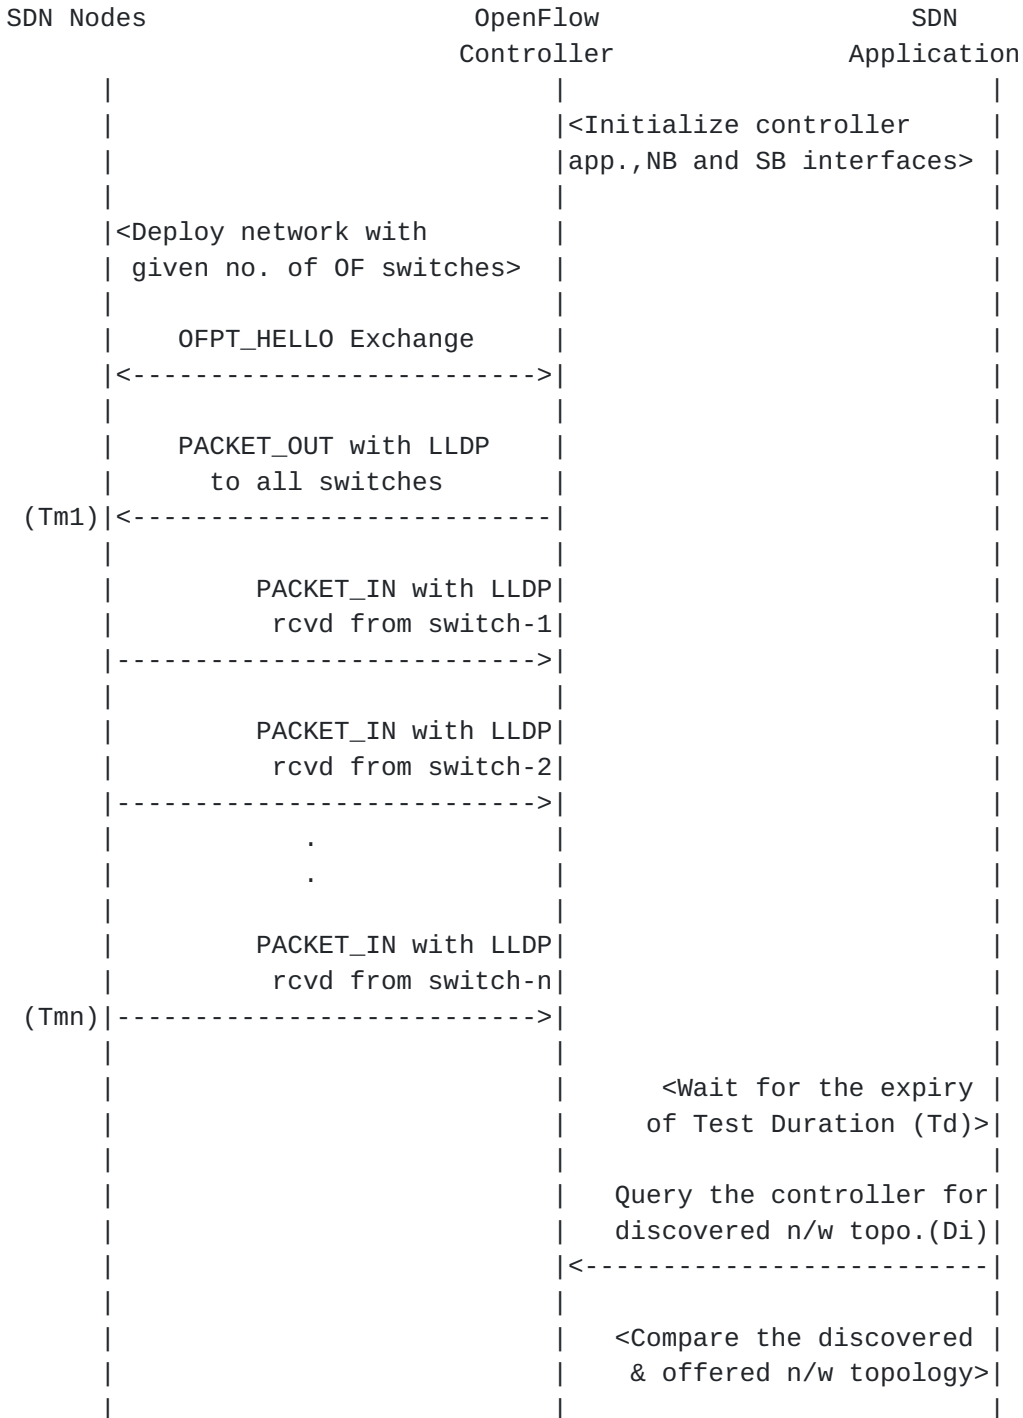 SDN Nodes OpenFlow SDN
Controller Application
| | |
| |<Initialize controller |
| |app.,NB and SB interfaces> |
| | |
|<Deploy network with | |
| given no. of OF switches> | |
| | |
| OFPT_HELLO Exchange | |
|<-------------------------->| |
| | |
| PACKET_OUT with LLDP | |
| to all switches | |
(Tm1)|<---------------------------| |
| | |
| PACKET_IN with LLDP| |
| rcvd from switch-1| |
|--------------------------->| |
| | |
| PACKET_IN with LLDP| |
| rcvd from switch-2| |
|--------------------------->| |
| . | |
| . | |
| | |
| PACKET_IN with LLDP| |
| rcvd from switch-n| |
(Tmn)|--------------------------->| |
| | |
| | <Wait for the expiry |
| | of Test Duration (Td)>|
| | |
| | Query the controller for|
| | discovered n/w topo.(Di)|
| |<--------------------------|
| | |
| | <Compare the discovered |
| | & offered n/w topology>|
| | |